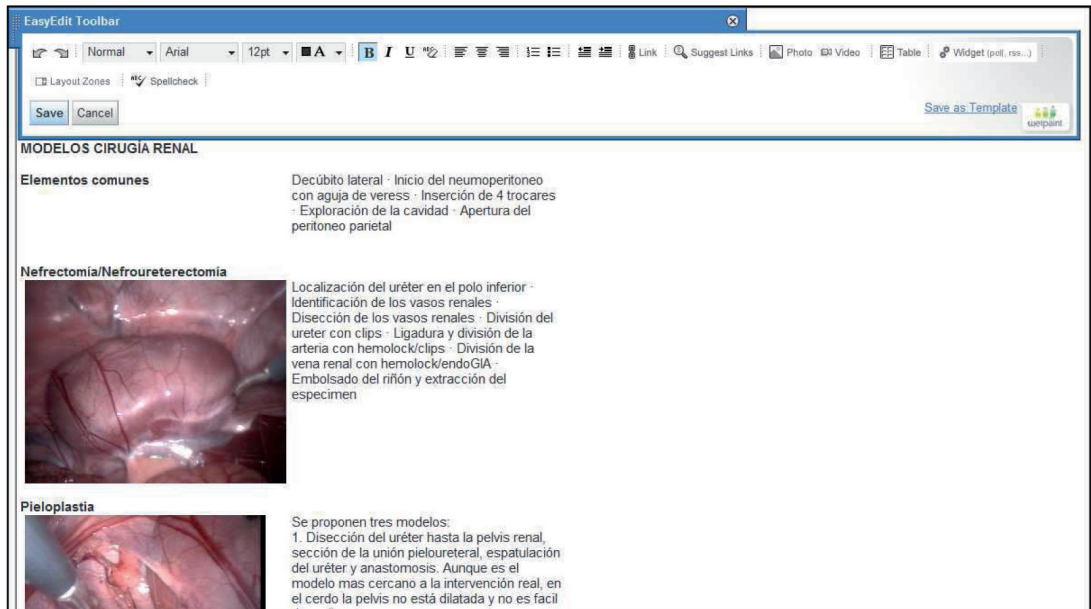 EasyEdit Toolbar
Normal Arial 12pt A B I U ABC Link Suggest Links Photo Video Table Widget (poll, rss...)
Layout Zones ABC Spellcheck
Save Cancel Save as Template
wetpaint
MODELOS CIRUGÍA RENAL
Elementos comunes
Decúbito lateral · Inicio del neumoperitoneo
con aguja de veress · Inserción de 4 trocares
· Exploración de la cavidad · Apertura del
peritoneo parietal
Nefrectomía/Nefroureterectomía
Localización del uréter en el polo inferior ·
Identificación de los vasos renales ·
Disección de los vasos renales · División del
ureter con clips · Ligadura y división de la
arteria con hemolock/clips · División de la
vena renal con hemolock/endoGIA ·
Embolsado del riñón y extracción del
especimen
Pieloplastia
Se proponen tres modelos:
1. Disección del uréter hasta la pelvis renal,
sección de la unión pieloureteral, espatulación
del uréter y anastomosis. Aunque es el
modelo mas cercano a la intervención real, en
el cerdo la pelvis no está dilatada y no es facil